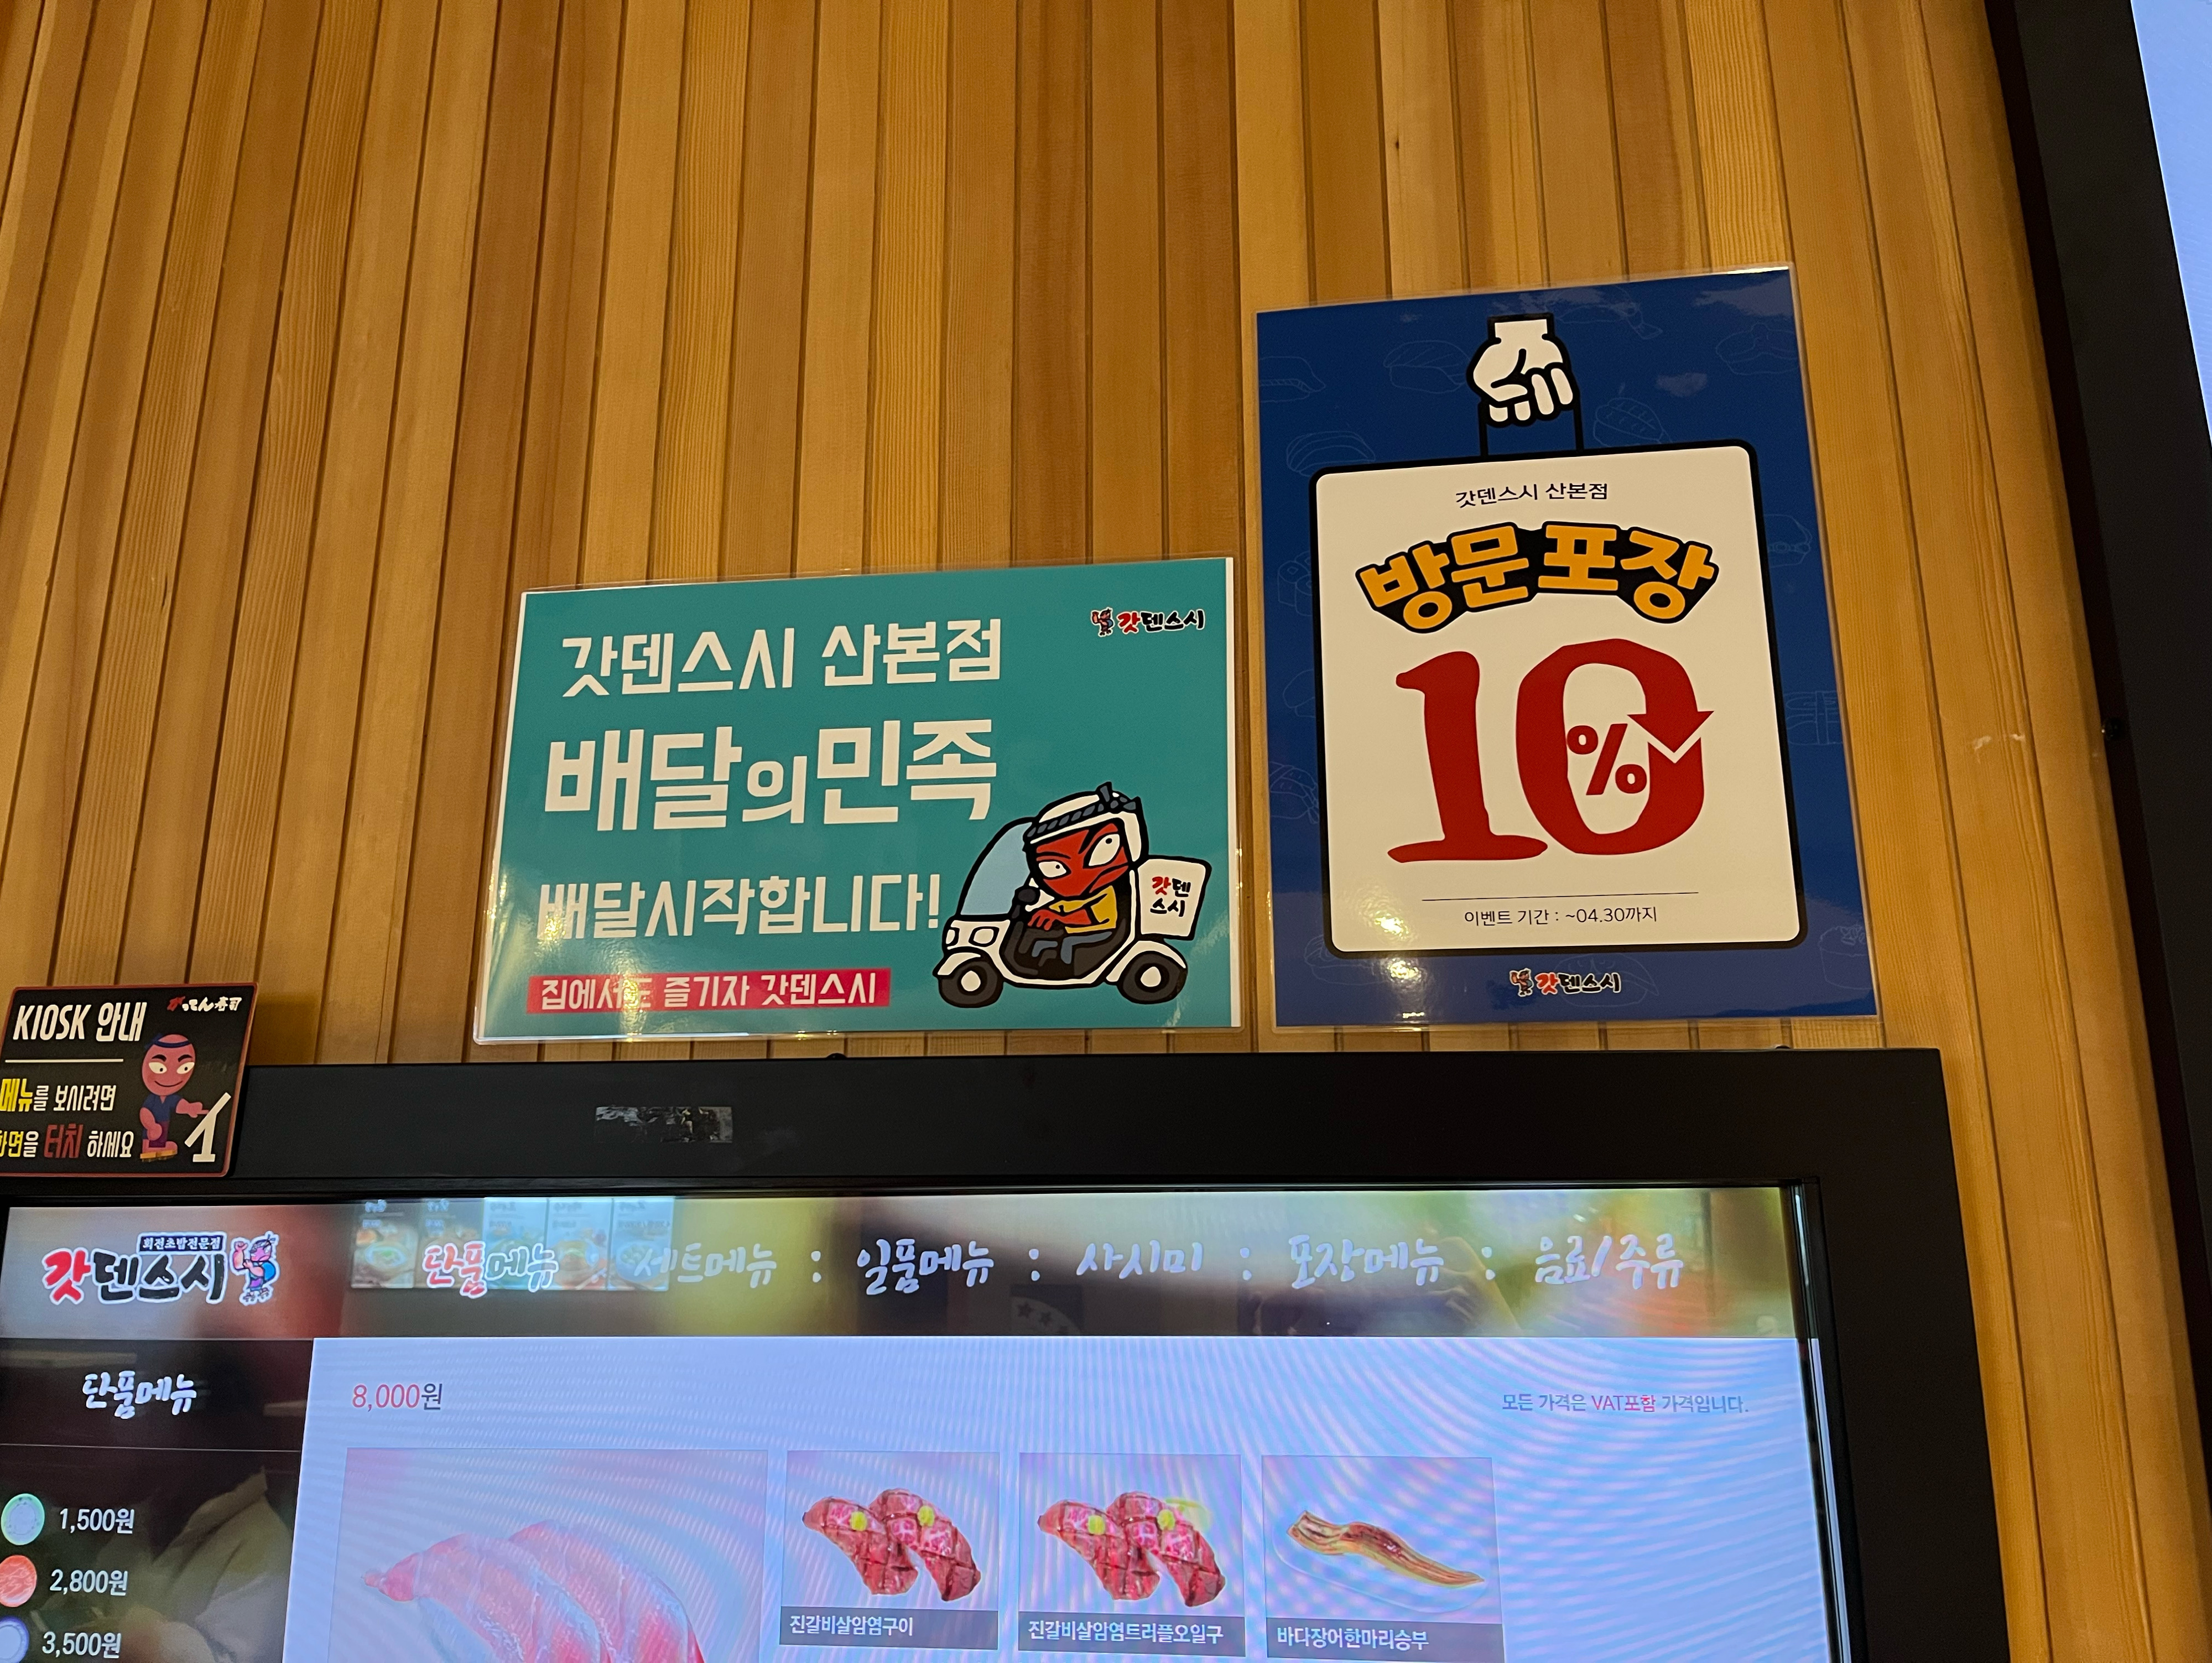 갓덴스시 산본점
갓덴스시
배달의민족
배달시작합니다!
집에서도 즐기자 갓덴스시
갓덴
스시
갓덴스시 산본점
방문포장
10%
이벤트 기간 : ~04.30까지
갓덴스시
KIOSK 안내
がってん寿司
메뉴를 보시려면
화면을 터치 하세요
회전초밥전문점
갓덴스시
단품메뉴 세트메뉴 : 일품메뉴 : 사시미 : 포장메뉴 : 음료/주류
단품메뉴
8,000원
모든 가격은 VAT포함 가격입니다.
1,500원
2,800원
3,500원
진갈비살암염구이
진갈비살암염트러플오일구
바다장어한마리승부